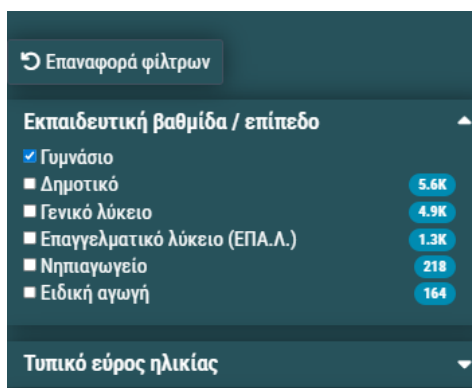 Επαναφορά φίλτρων
Εκπαιδευτική βαθμίδα / επίπεδο
Γυμνάσιο
Δημοτικό 5.6K
Γενικό λύκειο 4.9K
Επαγγελματικό λύκειο (ΕΠΑ.Λ.) 1.3K
Νηπιαγωγείο 218
Ειδική αγωγή 164
Τυπικό εύρος ηλικίας